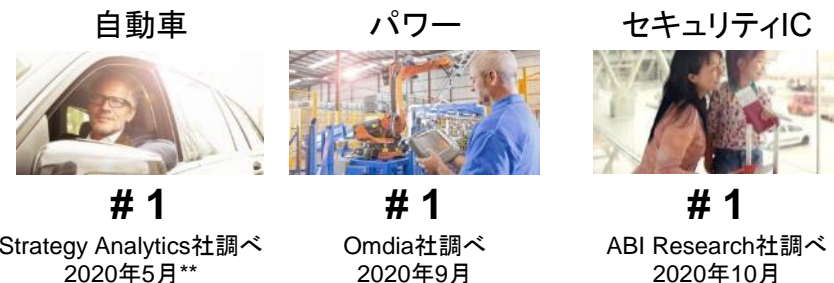 自動車
パワー
セキュリティIC
# 1
# 1
# 1
Strategy Analytics社調べ
2020年5月**
Omdia社調べ
2020年9月
ABI Research社調べ
2020年10月